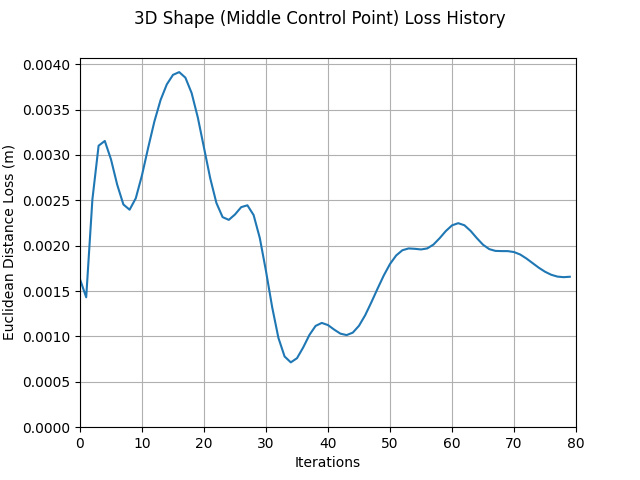 3D Shape (Middle Control Point) Loss History
0.0040
0.0035
0.0030
0.0025
0.0020
0.0015
0.0010
0.0005
0.0000
Euclidean Distance Loss (m)
0 10 20 30 40 50 60 70 80
Iterations